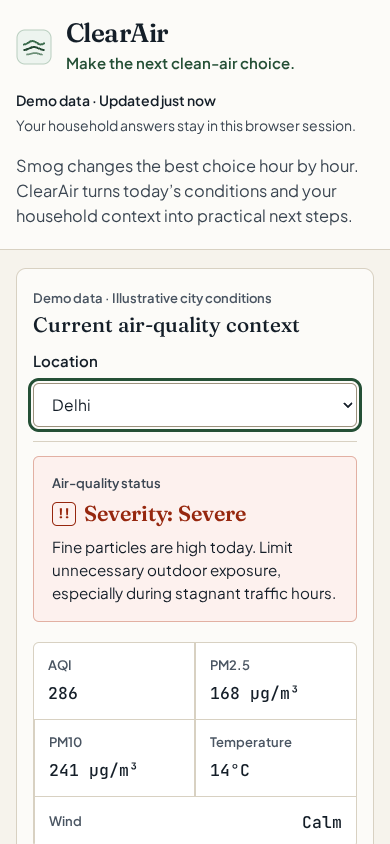 ClearAir
Make the next clean-air choice.
Demo data · Updated just now
Your household answers stay in this browser session.
Smog changes the best choice hour by hour.
ClearAir turns today's conditions and your
household context into practical next steps.
Demo data · Illustrative city conditions
Current air-quality context
Location
Delhi
Air-quality status
!! Severity: Severe
Fine particles are high today. Limit
unnecessary outdoor exposure,
especially during stagnant traffic hours.
AQI
286
PM2.5
168 µg/m³
PM10
241 µg/m³
Temperature
14°C
Wind Calm